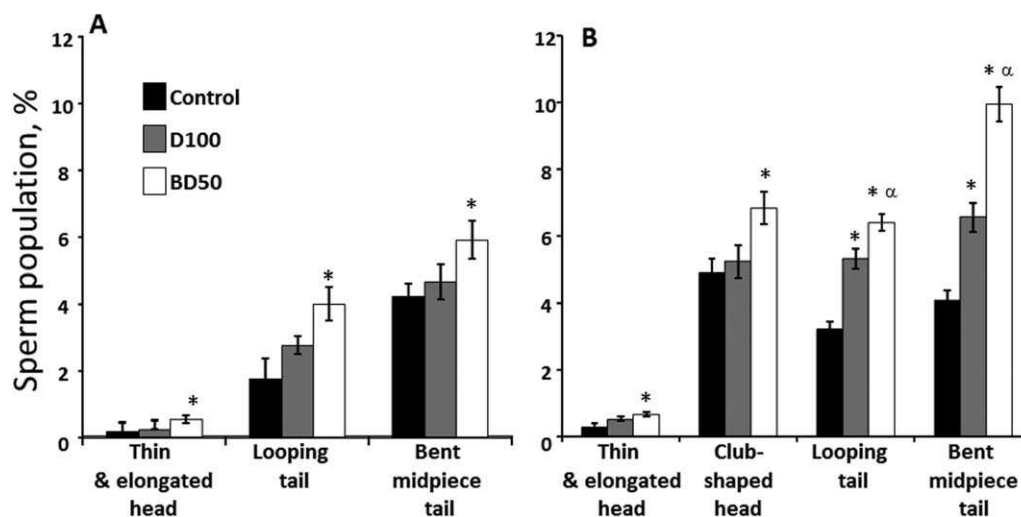 A
B
Sperm population, %
12
10
8
6
4
2
0
Control
D100
BD50
*
*
*
Thin
& elongated
head
Looping
tail
Bent
midpiece
tail
12
10
8
6
4
2
0
*
*
*
* α
*
* α
Thin
& elongated
head
Club-
shaped
head
Looping
tail
Bent
midpiece
tail